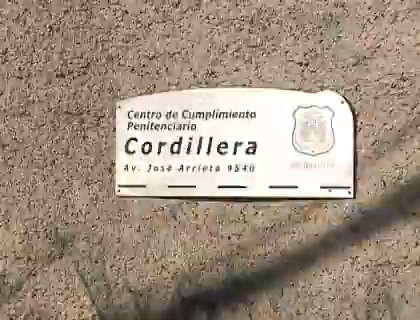 Centro de Cumplimiento
Penitenciario
Cordillera
Av. José Arrieta 9540